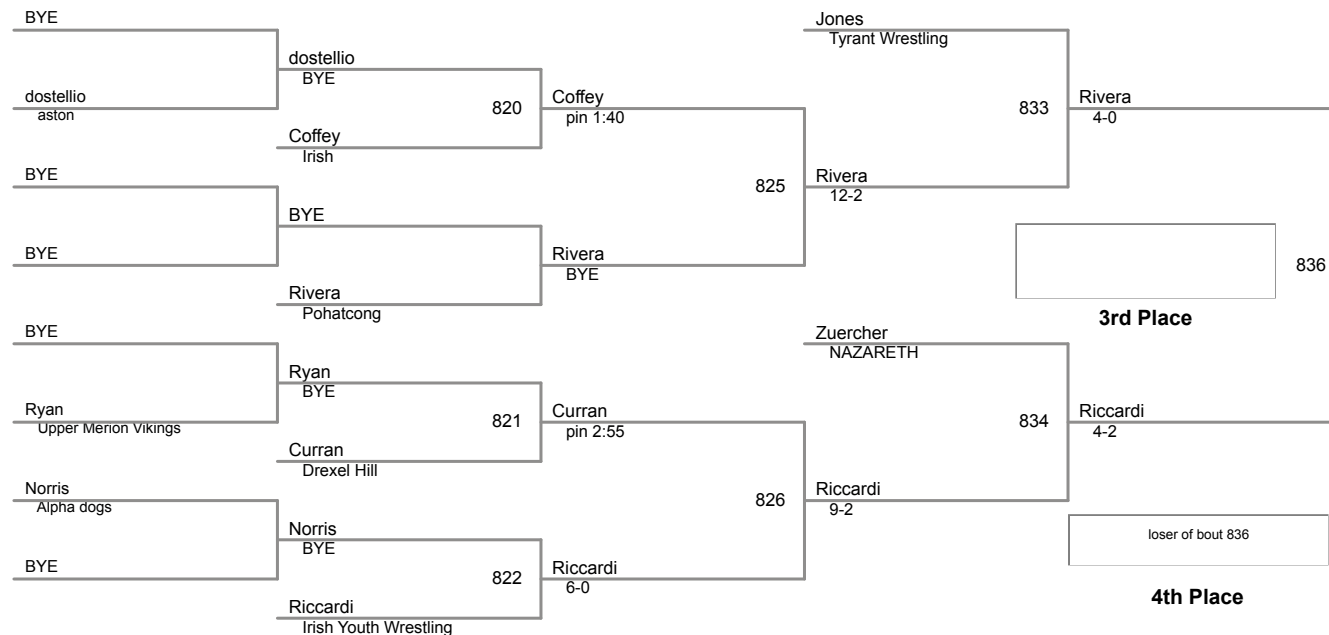 BYE
dostellio
aston
BYE
BYE
BYE
Ryan
Upper Merion Vikings
Norris
Alpha dogs
BYE
dostellio
BYE
820
Coffey
Irish
BYE
Rivera
Pohatcong
Ryan
BYE
821
Curran
Drexel Hill
Norris
BYE
822
Riccardi
Irish Youth Wrestling
Coffey
pin 1:40
825
Rivera
BYE
Curran
pin 2:55
826
Riccardi
6-0
Jones
Tyrant Wrestling
833
Rivera
12-2
Zuercher
NAZARETH
834
Riccardi
9-2
Rivera
4-0
836
3rd Place
Riccardi
4-2
loser of bout 836
4th Place